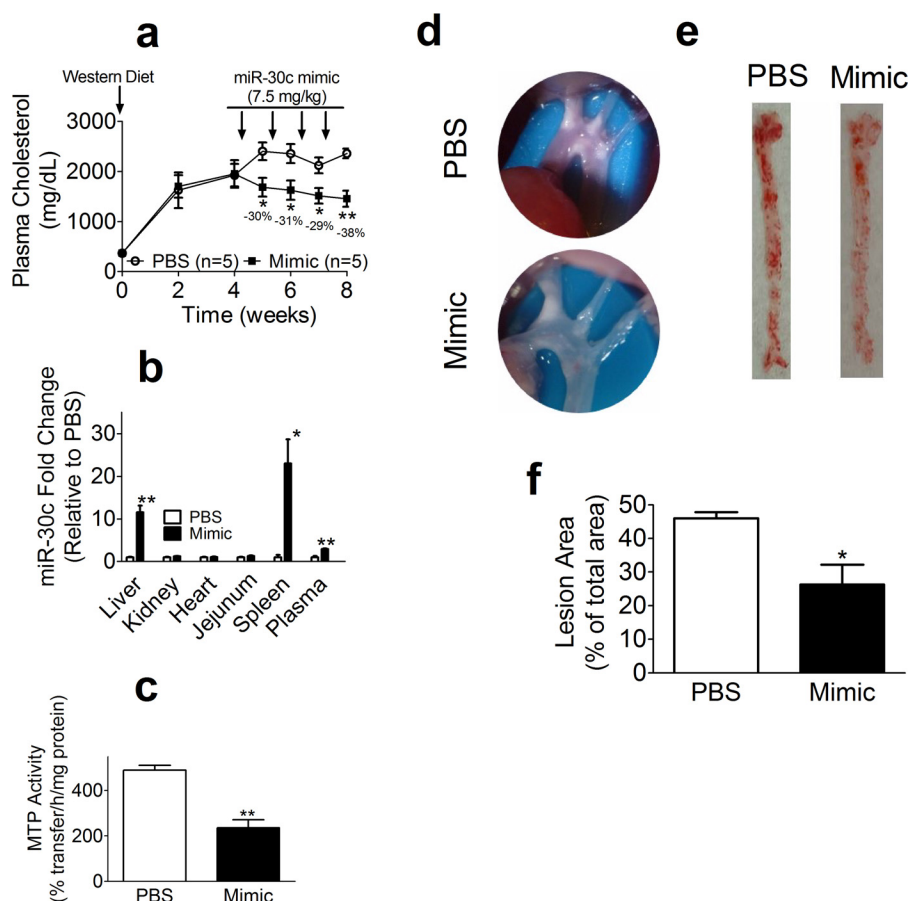 a
Western Diet
miR-30c mimic
(7.5 mg/kg)
Plasma Cholesterol
(mg/dL)
3000
2000
1000
0
*
-30%
*
-31%
*
-29%
**
-38%
PBS (n=5)
Mimic (n=5)
0
2
4
6
8
Time (weeks)
b
miR-30c Fold Change
(Relative to PBS)
30
20
10
0
**
*
**
PBS
Mimic
Liver
Kidney
Heart
Jejunum
Spleen
Plasma
c
MTP Activity
(% transfer/h/mg protein)
400
200
0
**
PBS
Mimic
d
PBS
Mimic
e
PBS
Mimic
f
Lesion Area
(% of total area)
50
40
30
20
10
0
*
PBS
Mimic